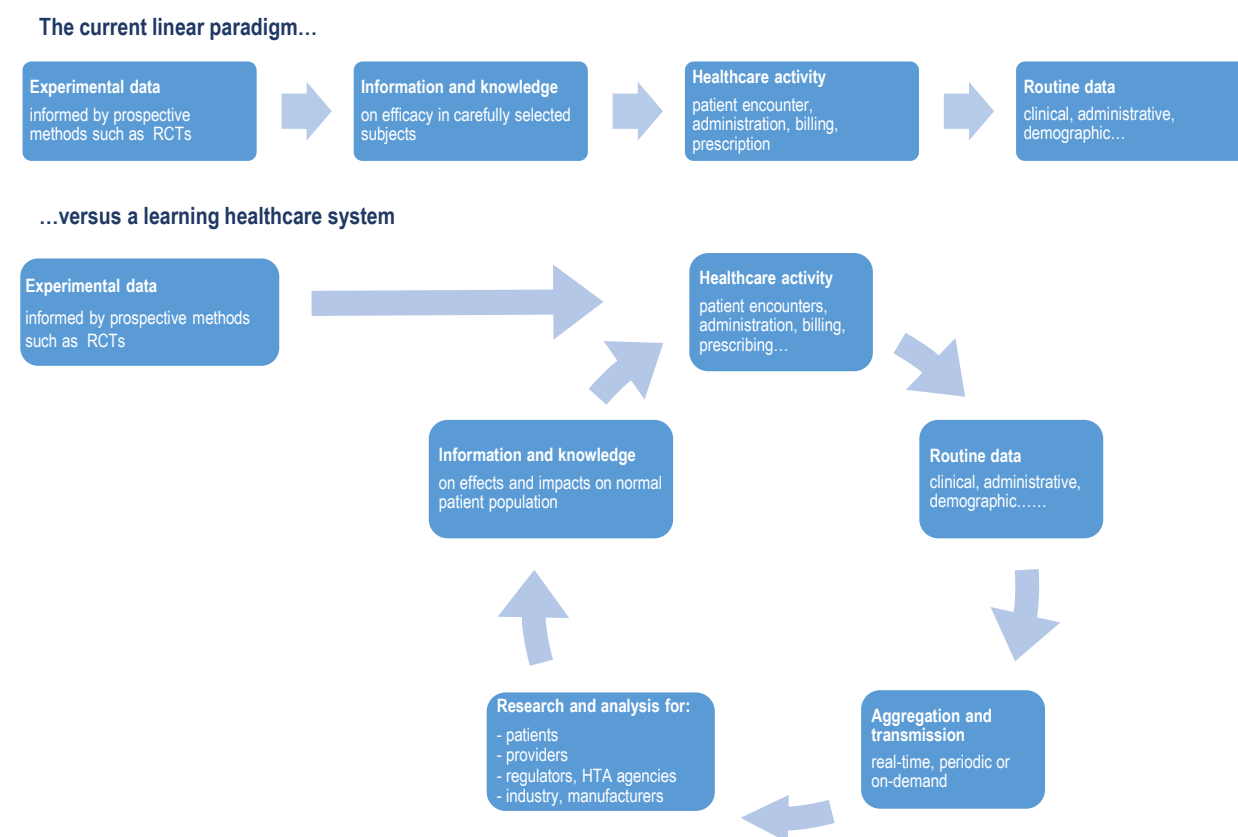 The current linear paradigm…
Experimental data
informed by prospective
methods such as RCTs
Information and knowledge
on efficacy in carefully selected
subjects
Healthcare activity
patient encounter,
administration, billing,
prescription
Routine data
clinical, administrative,
demographic…
…versus a learning healthcare system
Experimental data
informed by prospective methods
such as RCTs
Healthcare activity
patient encounters,
administration, billing,
prescribing…
Information and knowledge
on effects and impacts on normal
patient population
Routine data
clinical, administrative,
demographic……
Research and analysis for:
- patients
- providers
- regulators, HTA agencies
- industry, manufacturers
Aggregation and
transmission
real-time, periodic or
on-demand